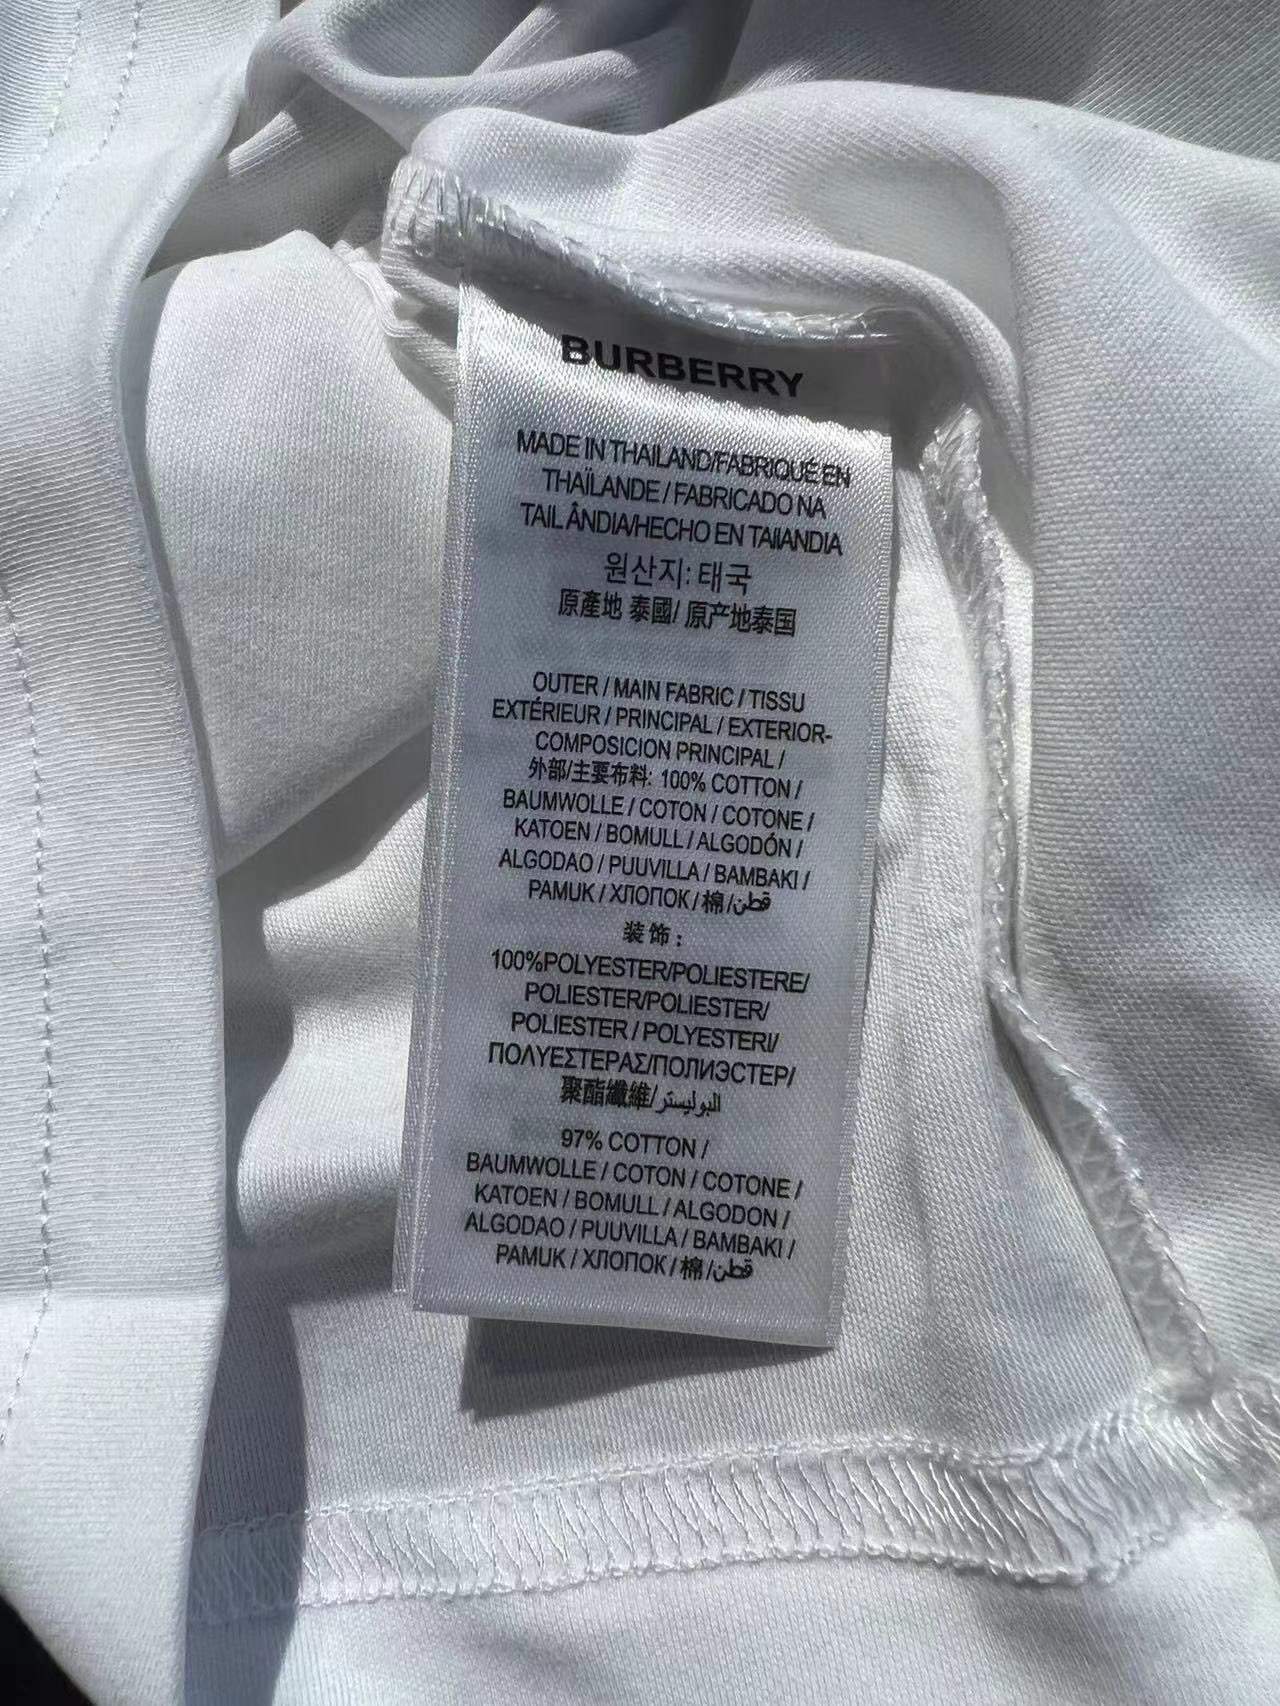 BURBERRY
MADE IN THAILAND/FABRIQUÉ EN
THAÏLANDE / FABRICADO NA
TAILÂNDIA/HECHO EN TAIIANDIA
원산지: 태국
原產地 泰國/ 原产地泰国
OUTER / MAIN FABRIC / TISSU
EXTÉRIEUR / PRINCIPAL / EXTERIOR-
COMPOSICION PRINCIPAL /
外部/主要布料: 100% COTTON /
BAUMWOLLE / COTON / COTONE /
KATOEN / BOMULL / ALGODÓN /
ALGODAO / PUUVILLA / BAMBAKI /
PAMUK / ХЛОПОК / 棉 /قطن
装饰:
100%POLYESTER/POLIESTERE/
POLIESTER/POLIESTER/
POLIESTER / POLYESTERI/
ΠΟΛΥΕΣΤΕΡΑΣ/ПОЛИЭСТЕР/
聚酯纖維/البوليستر
97% COTTON /
BAUMWOLLE / COTON / COTONE /
KATOEN / BOMULL / ALGODON /
ALGODAO / PUUVILLA / BAMBAKI /
PAMUK / ХЛОПОК / 棉 /قطن